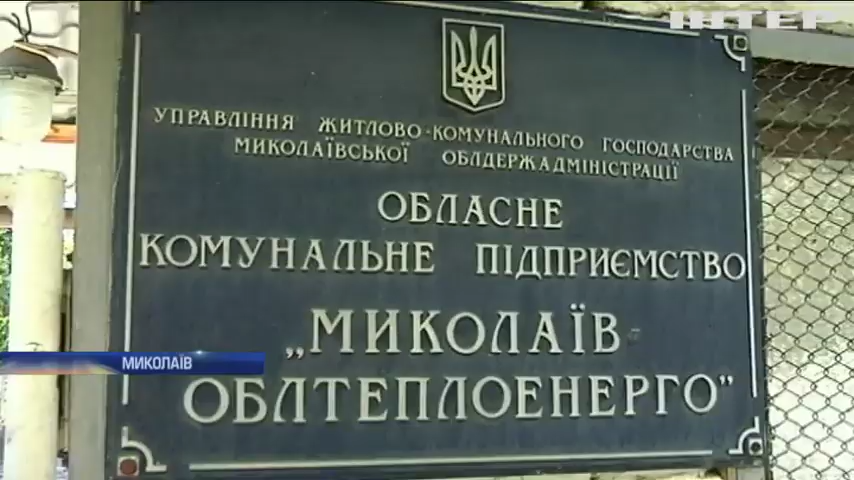 ІНТЕР
УПРАВЛІННЯ ЖИТЛОВО-КОМУНАЛЬНОГО ГОСПОДАРСТВА
МИКОЛАЇВСЬКОЇ ОБЛДЕРЖАДМІНІСТРАЦІЇ
ОБЛАСНЕ
КОМУНАЛЬНЕ ПІДПРИЄМСТВО
„МИКОЛАЇВ
ОБЛТЕПЛОЕНЕРГО"
МИКОЛАЇВ